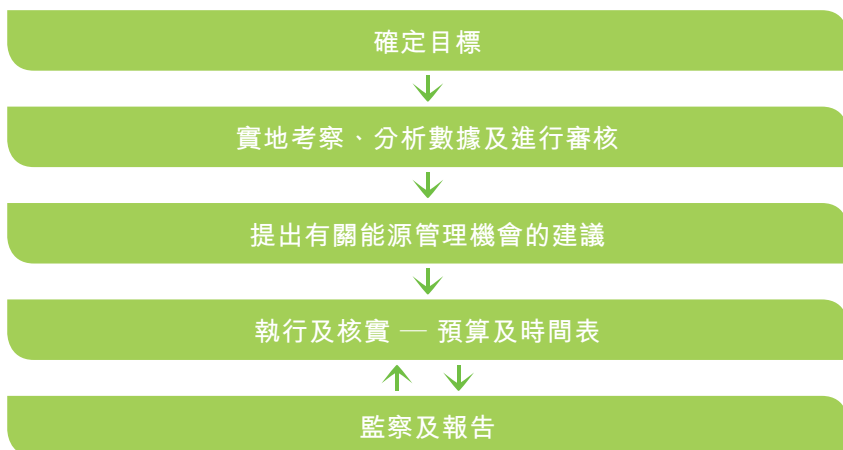 確定目標
實地考察、分析數據及進行審核
提出有關能源管理機會的建議
執行及核實 — 預算及時間表
監察及報告